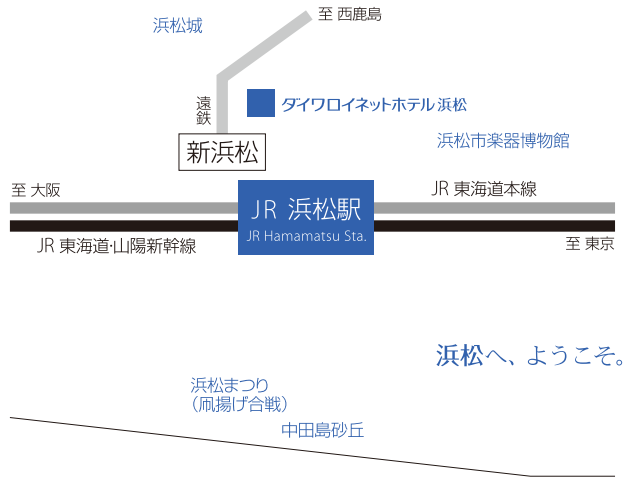 至 西鹿島
浜松城
遠鉄
ダイワロイネットホテル浜松
浜松市楽器博物館
新浜松
至 大阪
JR 東海道本線
JR 浜松駅
JR Hamamatsu Sta.
JR 東海道・山陽新幹線
至 東京
浜松へ、ようこそ。
浜松まつり
（凧揚げ合戦）
中田島砂丘